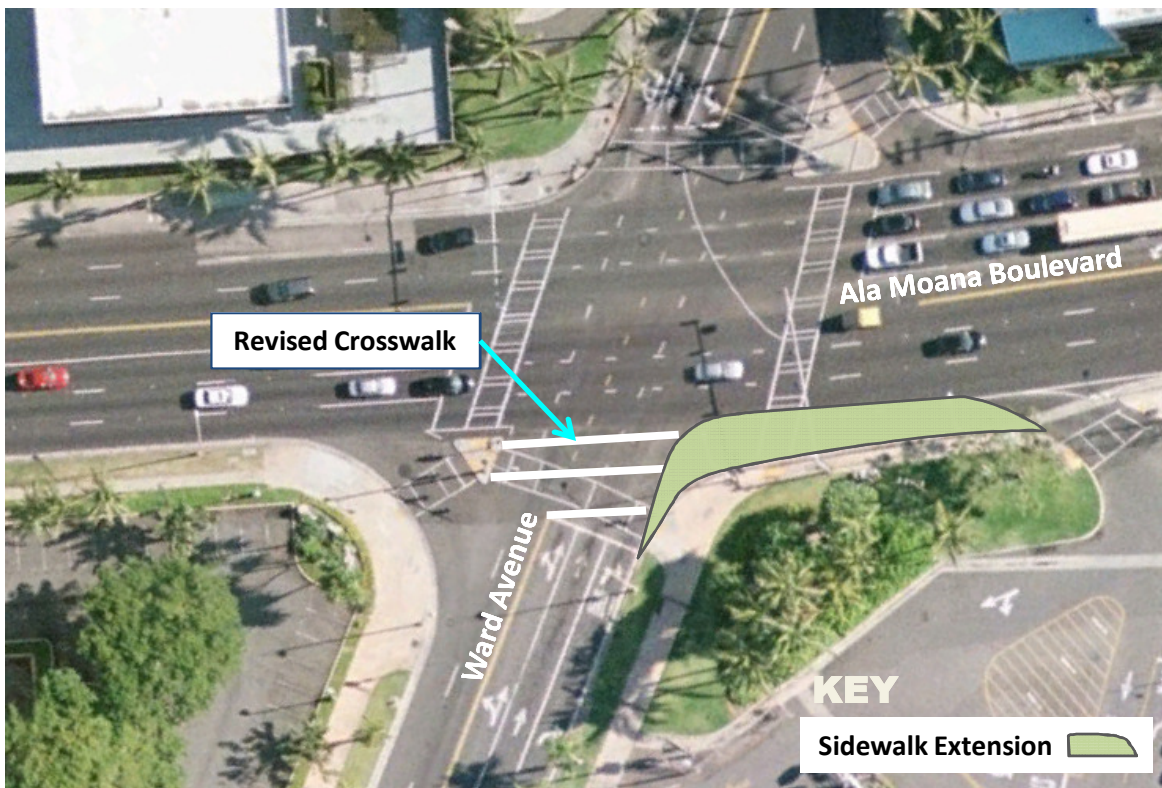 Ala Moana Boulevard
Revised Crosswalk
Ward Avenue
KEY
Sidewalk Extension